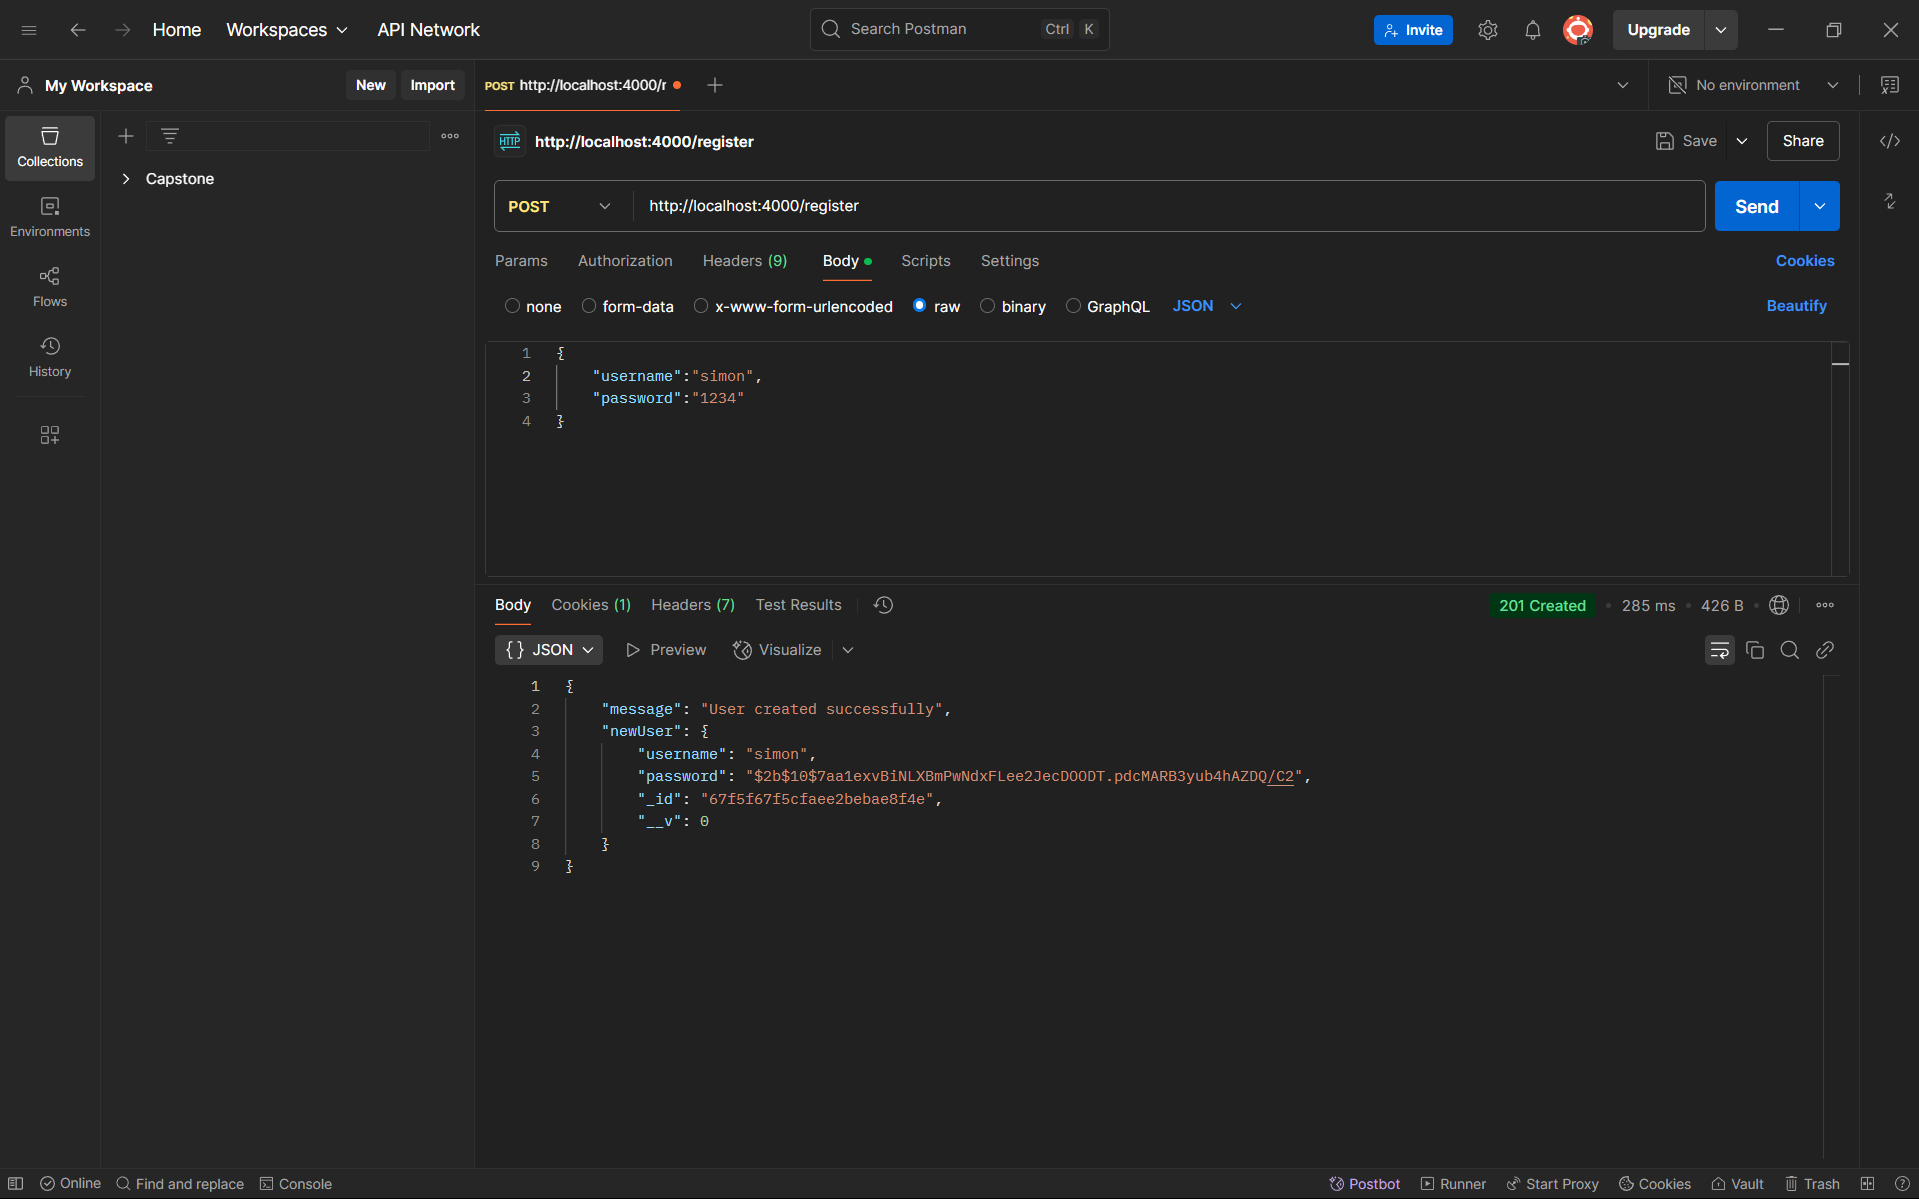 Home Workspaces API Network Search Postman Ctrl K Invite Upgrade
My Workspace New Import POST http://localhost:4000/r No environment
Collections
Environments
Flows
History
Capstone
HTTP http://localhost:4000/register Save Share
POST http://localhost:4000/register Send
Params Authorization Headers (9) Body Scripts Settings Cookies
none form-data x-www-form-urlencoded raw binary GraphQL JSON Beautify
1 {
2 "username":"simon",
3 "password":"1234"
4 }
Body Cookies (1) Headers (7) Test Results 201 Created 285 ms 426 B
{} JSON Preview Visualize
1 {
2 "message": "User created successfully",
3 "newUser": {
4 "username": "simon",
5 "password": "$2b$10$7aa1exvBiNLXBmPwNdxFLee2JecDOODT.pdcMARB3yub4hAZDQ/C2",
6 "_id": "67f5f67f5cfaee2bebae8f4e",
7 "__v": 0
8 }
9 }
Online Find and replace Console Postbot Runner Start Proxy Cookies Vault Trash